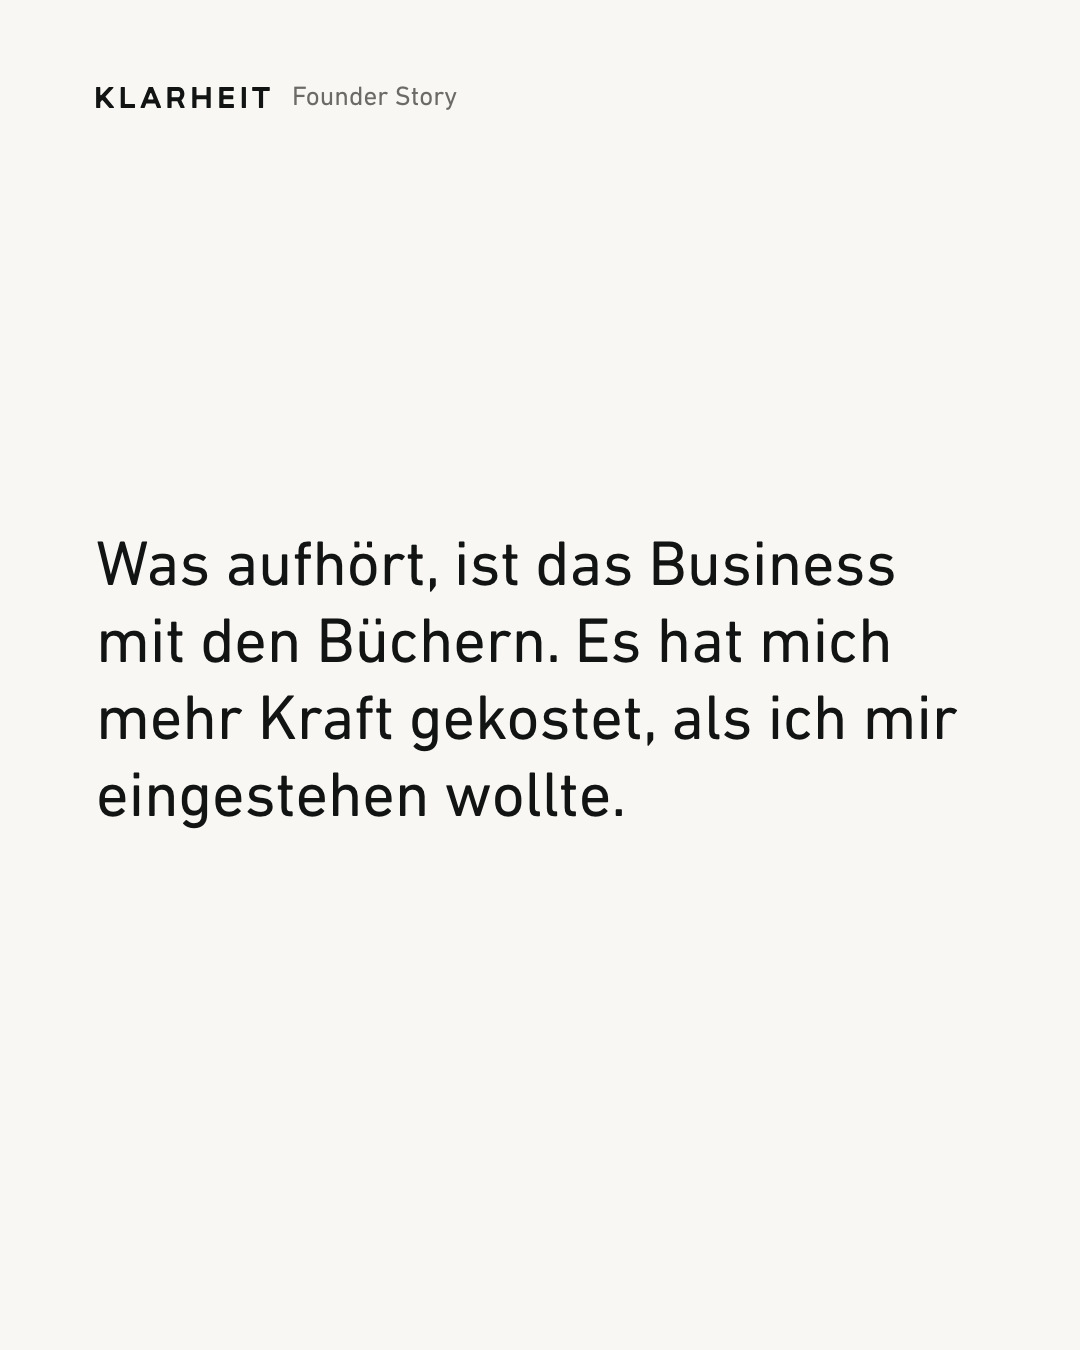 KLARHEIT Founder Story
Was aufhört, ist das Business
mit den Büchern. Es hat mich
mehr Kraft gekostet, als ich mir
eingestehen wollte.